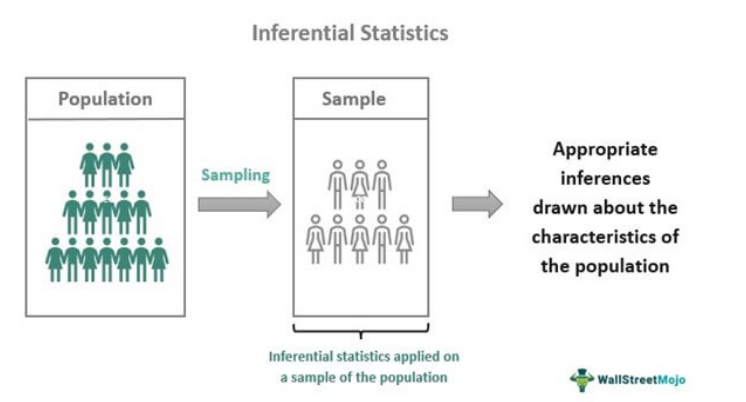 Inferential Statistics
Population
Sampling
Sample
Appropriate
inferences
drawn about the
characteristics of
the population
Inferential statistics applied on
a sample of the population
WallStreetMojo